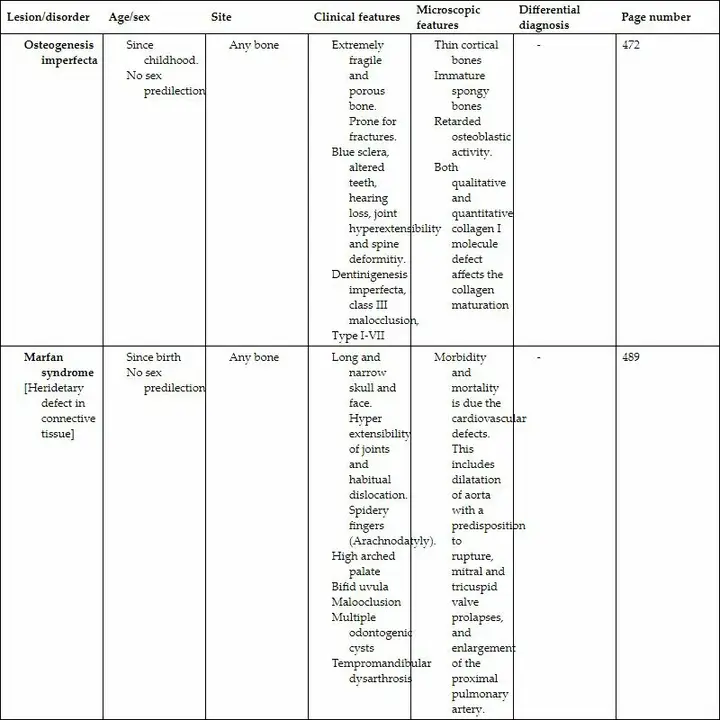 Lesion/disorder
Age/sex
Site
Clinical features
Microscopic
features
Differential
diagnosis
Page number
Osteogenesis
imperfecta
Since
childhood.
No sex
predilection
Any bone
Extremely
fragile
and
porous
bone.
Prone for
fractures.
Blue sclera,
altered
teeth,
hearing
loss, joint
hyperextensibility
and spine
deformitiy.
Dentinigenesis
imperfecta,
class III
malocclusion,
Type I-VII
Thin cortical
bones
Immature
spongy
bones
Retarded
osteoblastic
activity.
Both
qualitative
and
quantitative
collagen I
molecule
defect
affects the
collagen
maturation
-
472
Marfan
syndrome
[Heridetary
defect in
connective
tissue]
Since birth
No sex
predilection
Any bone
Long and
narrow
skull and
face.
Hyper
extensibility
of joints
and
habitual
dislocation.
Spidery
fingers
(Arachnodatyly).
High arched
palate
Bifid uvula
Malooclusion
Multiple
odontogenic
cysts
Tempromandibular
dysarthrosis
Morbidity
and
mortality
is due the
cardiovascular
defects.
This
includes
dilatation
of aorta
with a
predisposition
to
rupture,
mitral and
tricuspid
valve
prolapses,
and
enlargement
of the
proximal
pulmonary
artery.
-
489